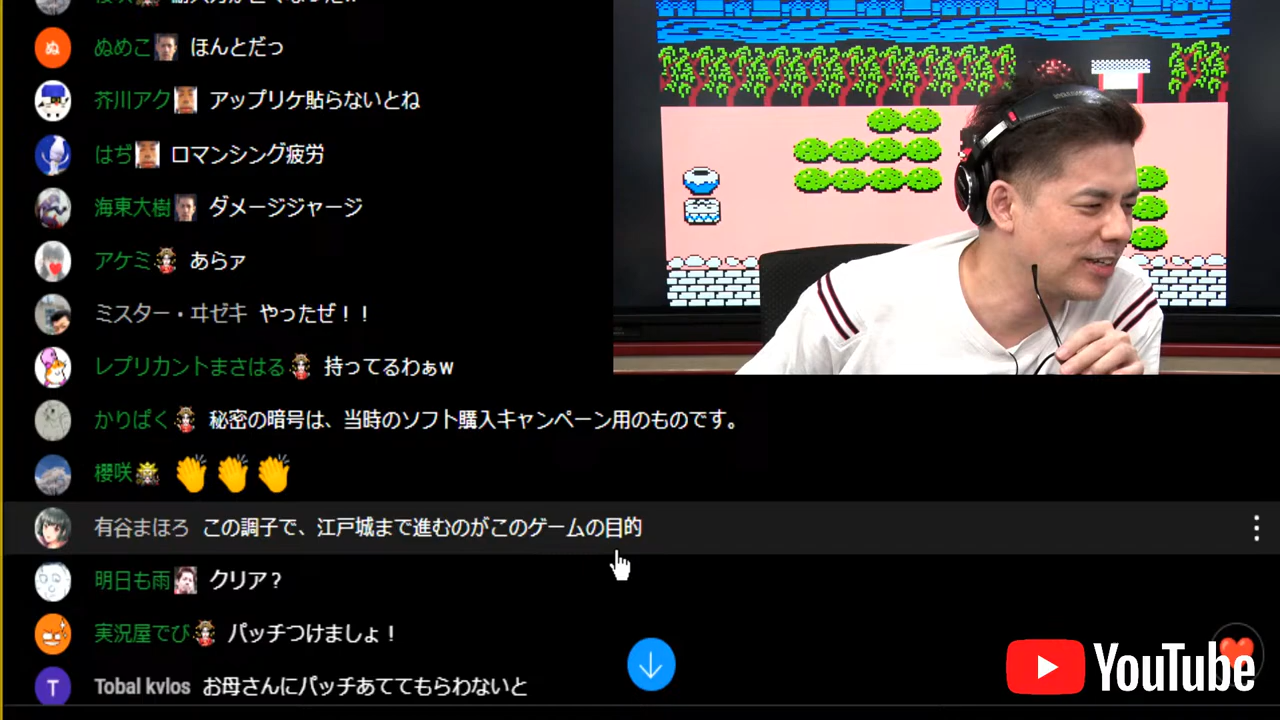 ぬめこ ほんとだっ
芥川アク アップリケ貼らないとね
はぢ ロマンシング疲労
海東大樹 ダメージジャージ
アケミ あらァ
ミスター・ヰゼキ やったぜ！！
レプリカントまさはる 持ってるわぁw
かりぱく 秘密の暗号は、当時のソフト購入キャンペーン用のものです。
櫻咲 👏👏👏
有谷まほろ この調子で、江戸城まで進むのがこのゲームの目的
明日も雨 クリア？
実況屋でび パッチつけましょ！
T Tobal kvlos お母さんにパッチあててもらわないと
YouTube